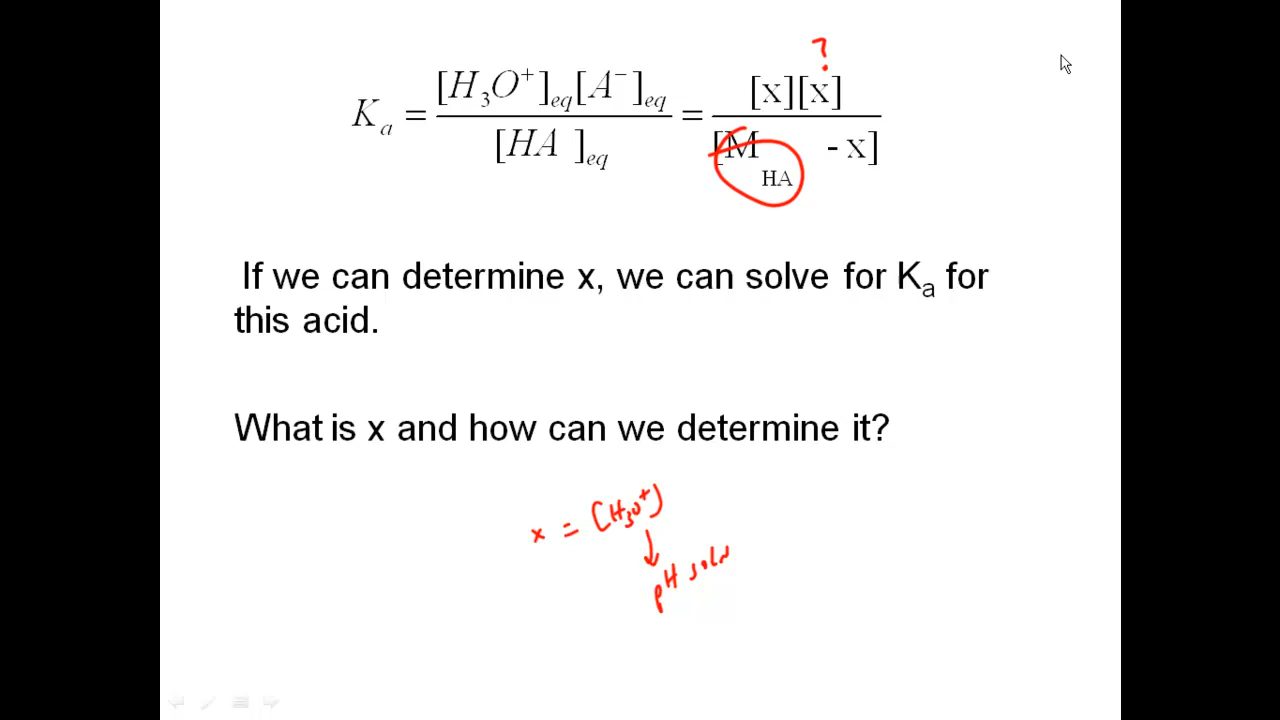 ?
Kₐ = [H₃O⁺]ₑq[A⁻]ₑq / [HA ]ₑq = [x][x] / [M HA - x]
If we can determine x, we can solve for Kₐ for
this acid.
What is x and how can we determine it?
x = [H₃O⁺]
↓
pH soln